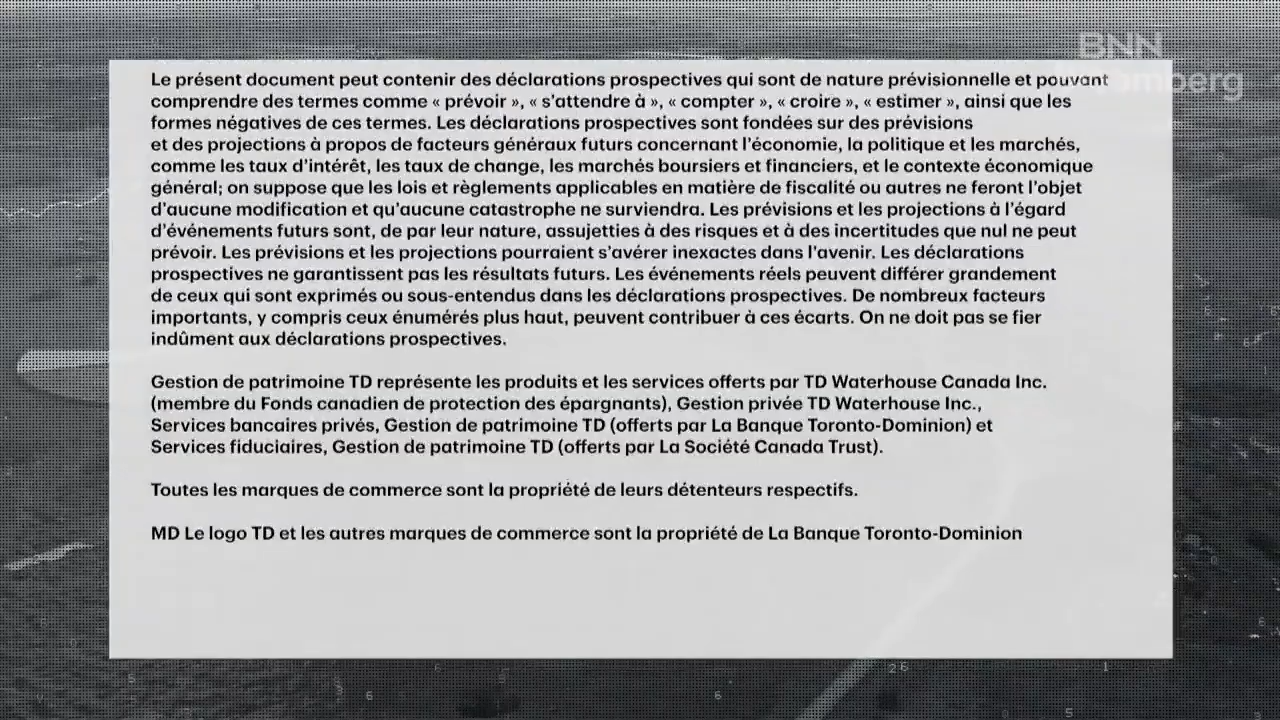 BNN
Bloomberg
Le présent document peut contenir des déclarations prospectives qui sont de nature prévisionnelle et pouvant
comprendre des termes comme « prévoir », « s'attendre à », « compter », « croire », « estimer », ainsi que les
formes négatives de ces termes. Les déclarations prospectives sont fondées sur des prévisions
et des projections à propos de facteurs généraux futurs concernant l'économie, la politique et les marchés,
comme les taux d'intérêt, les taux de change, les marchés boursiers et financiers, et le contexte économique
général; on suppose que les lois et règlements applicables en matière de fiscalité ou autres ne feront l'objet
d'aucune modification et qu'aucune catastrophe ne surviendra. Les prévisions et les projections à l'égard
d'événements futurs sont, de par leur nature, assujetties à des risques et à des incertitudes que nul ne peut
prévoir. Les prévisions et les projections pourraient s'avérer inexactes dans l'avenir. Les déclarations
prospectives ne garantissent pas les résultats futurs. Les événements réels peuvent différer grandement
de ceux qui sont exprimés ou sous-entendus dans les déclarations prospectives. De nombreux facteurs
importants, y compris ceux énumérés plus haut, peuvent contribuer à ces écarts. On ne doit pas se fier
indûment aux déclarations prospectives.
Gestion de patrimoine TD représente les produits et les services offerts par TD Waterhouse Canada Inc.
(membre du Fonds canadien de protection des épargnants), Gestion privée TD Waterhouse Inc.,
Services bancaires privés, Gestion de patrimoine TD (offerts par La Banque Toronto-Dominion) et
Services fiduciaires, Gestion de patrimoine TD (offerts par La Société Canada Trust).
Toutes les marques de commerce sont la propriété de leurs détenteurs respectifs.
MD Le logo TD et les autres marques de commerce sont la propriété de La Banque Toronto-Dominion